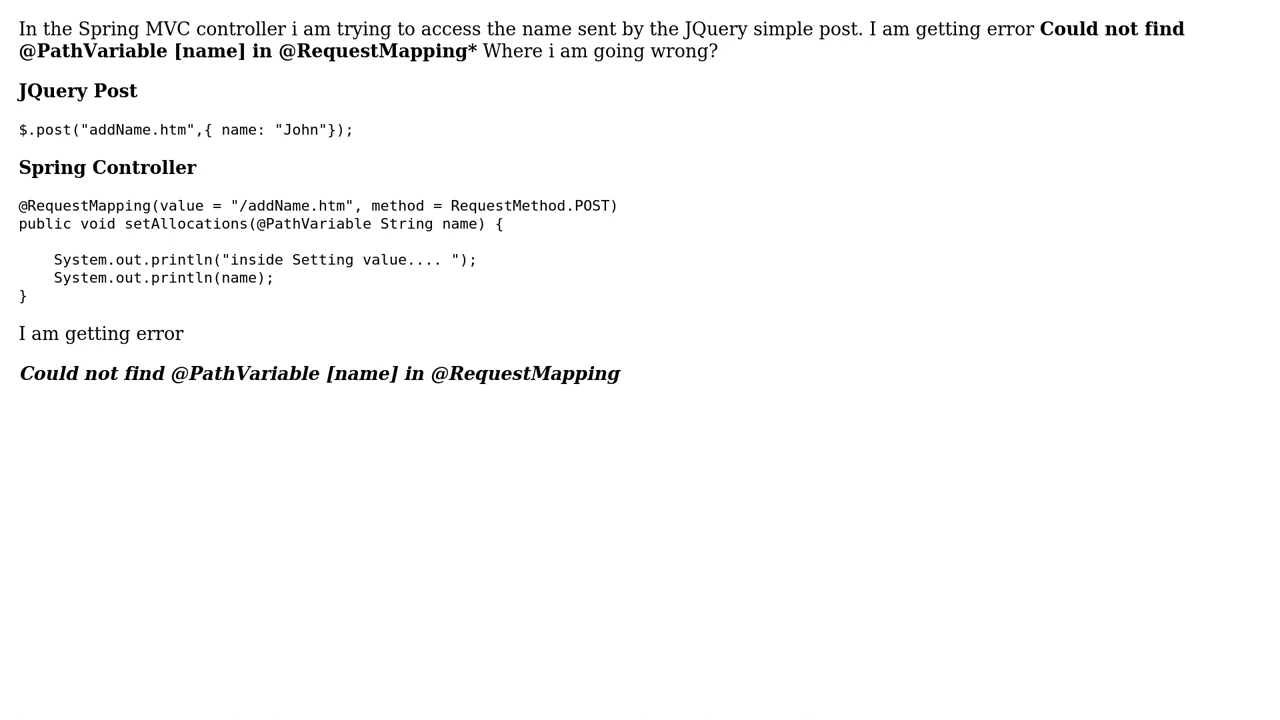 In the Spring MVC controller i am trying to access the name sent by the JQuery simple post. I am getting error Could not find
@PathVariable [name] in @RequestMapping* Where i am going wrong?
JQuery Post
$.post("addName.htm",{ name: "John"});
Spring Controller
@RequestMapping(value = "/addName.htm", method = RequestMethod.POST)
public void setAllocations(@PathVariable String name) {
    System.out.println("inside Setting value.... ");
    System.out.println(name);
}
I am getting error
Could not find @PathVariable [name] in @RequestMapping